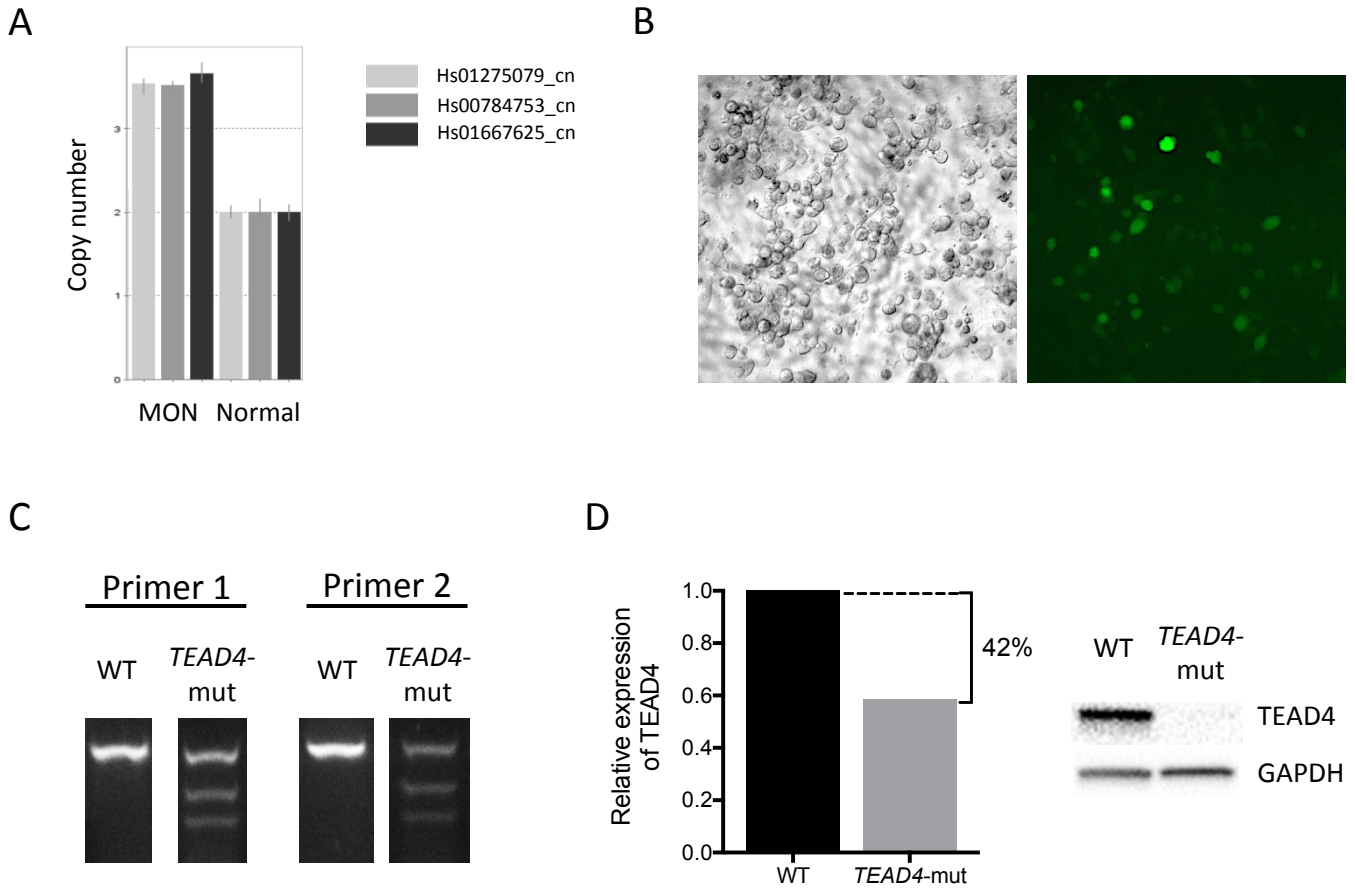 A
Copy number
3
2
1
0
MON Normal
Hs01275079_cn
Hs00784753_cn
Hs01667625_cn
B
C
Primer 1
WT
TEAD4-
mut
Primer 2
WT
TEAD4-
mut
D
Relative expression
of TEAD4
1.0
0.8
0.6
0.4
0.2
0.0
42%
WT
TEAD4-mut
WT
TEAD4-
mut
TEAD4
GAPDH